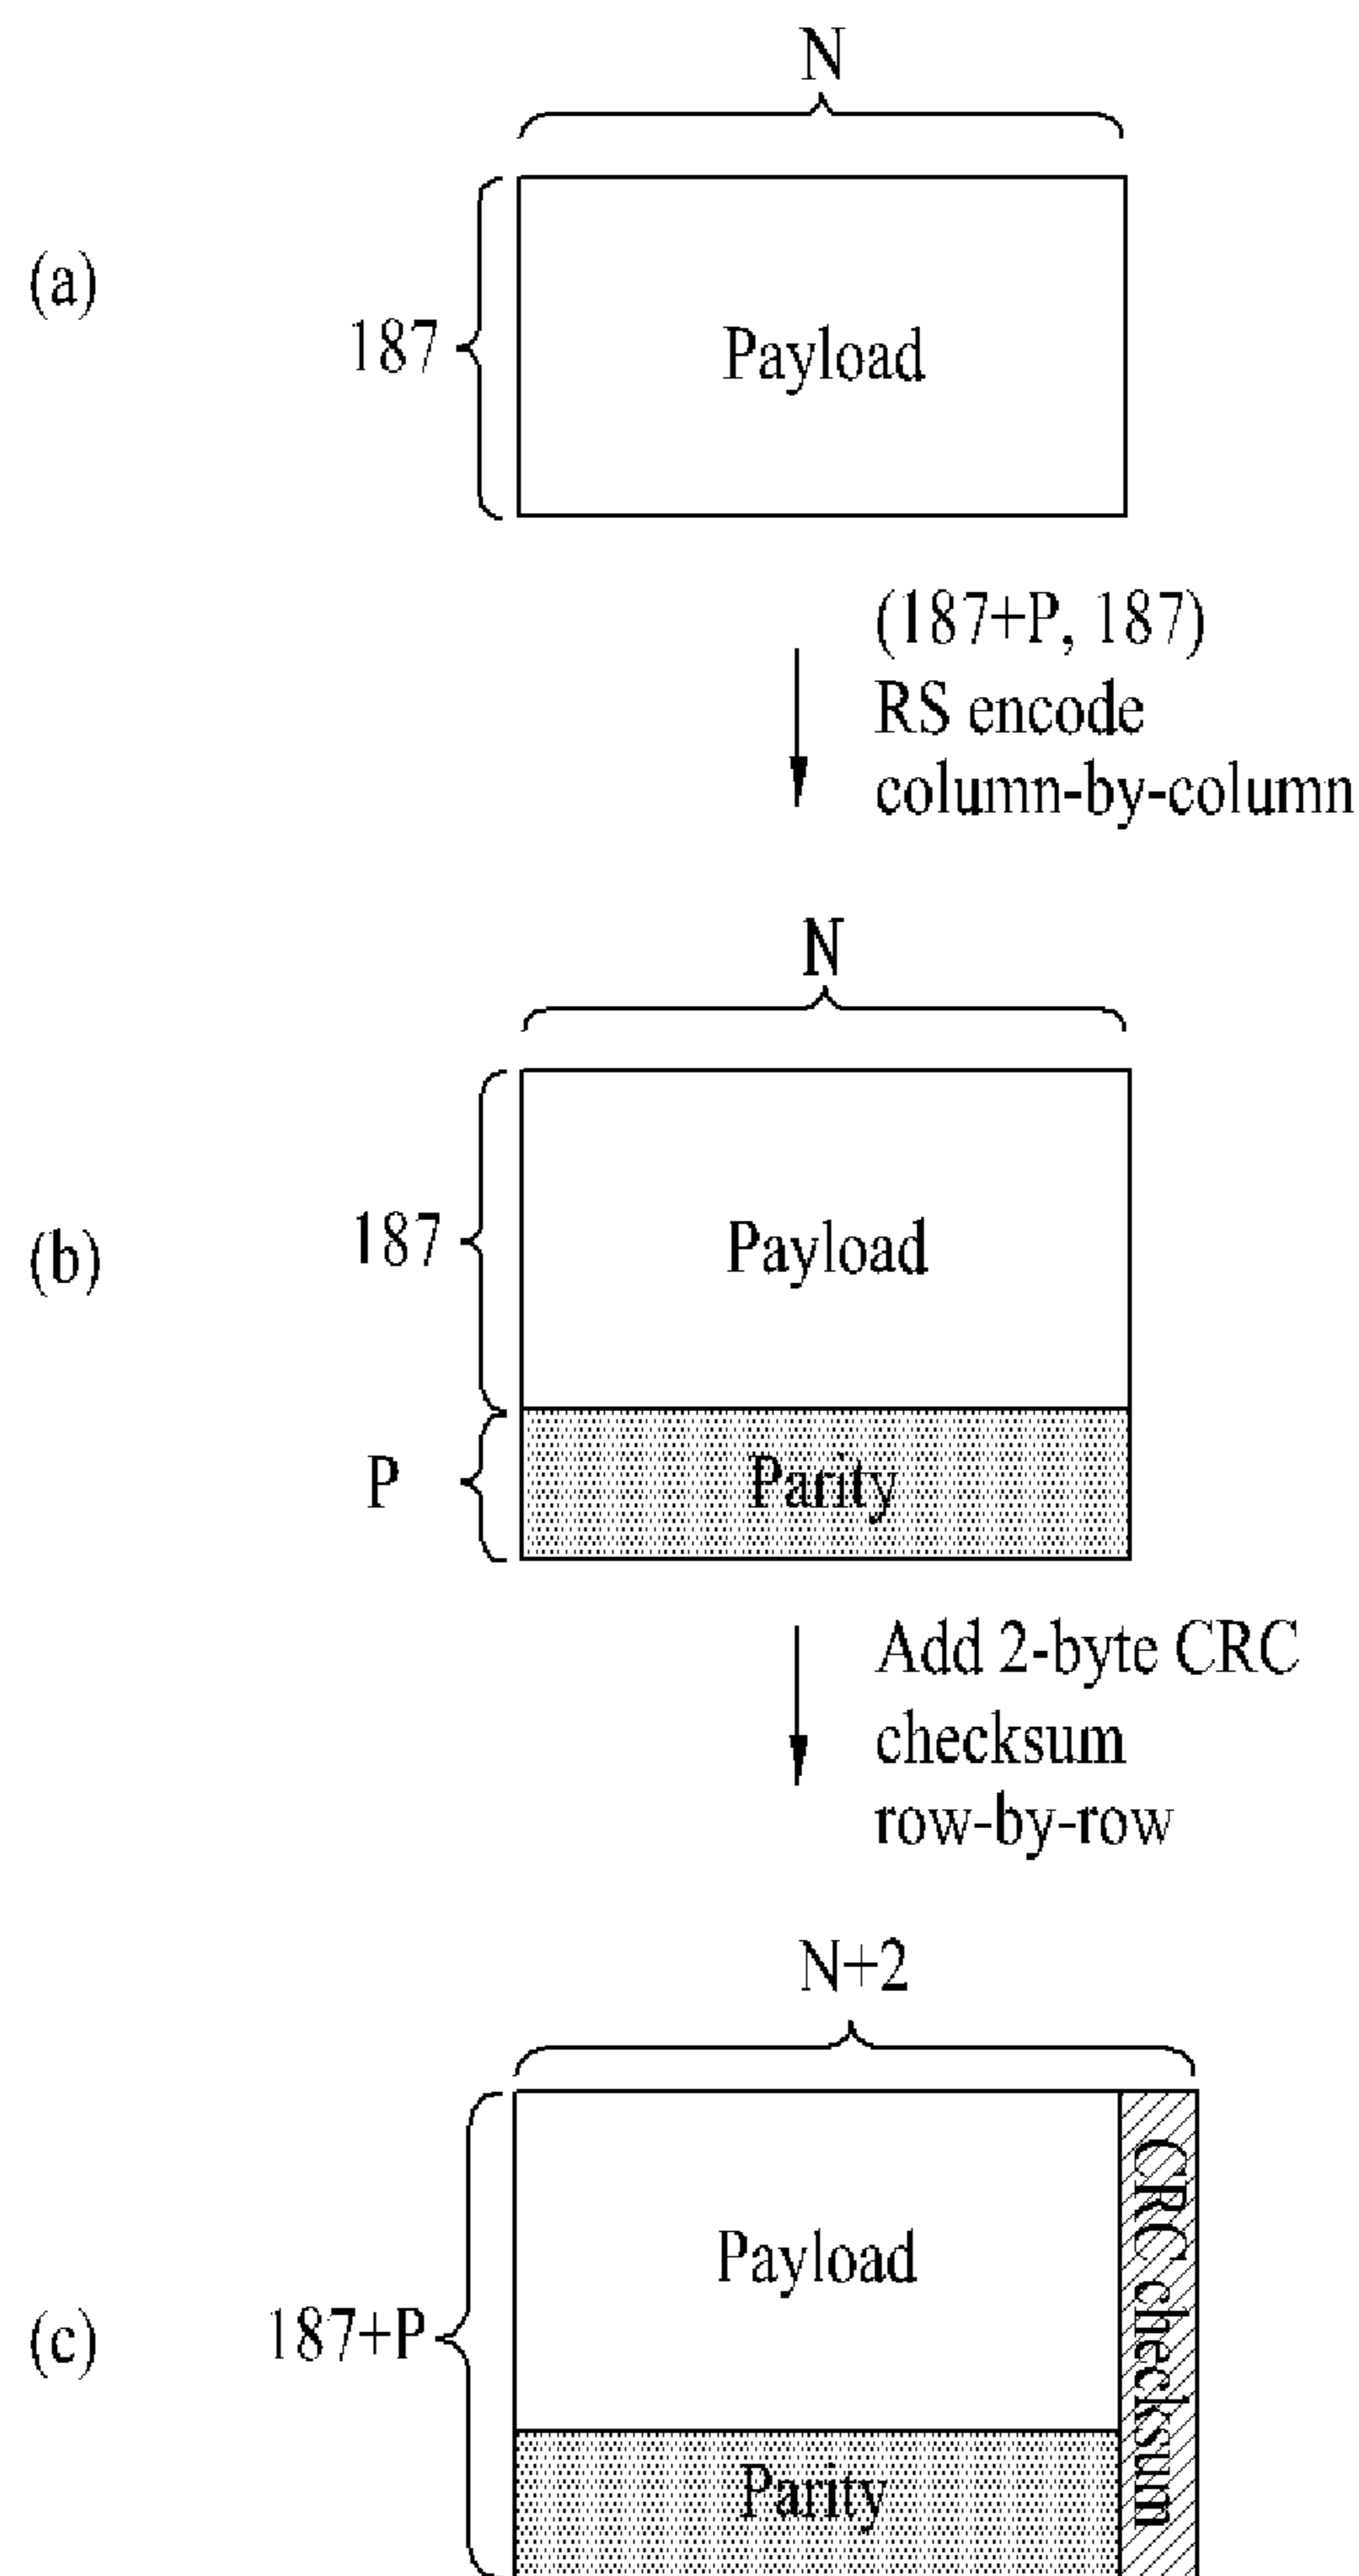 N
(a)
187
Payload
(187+P, 187)
RS encode
column-by-column
N
(b)
187
Payload
P
Parity
Add 2-byte CRC
checksum
row-by-row
N+2
(c)
187+P
Payload
CRC checksum
Parity